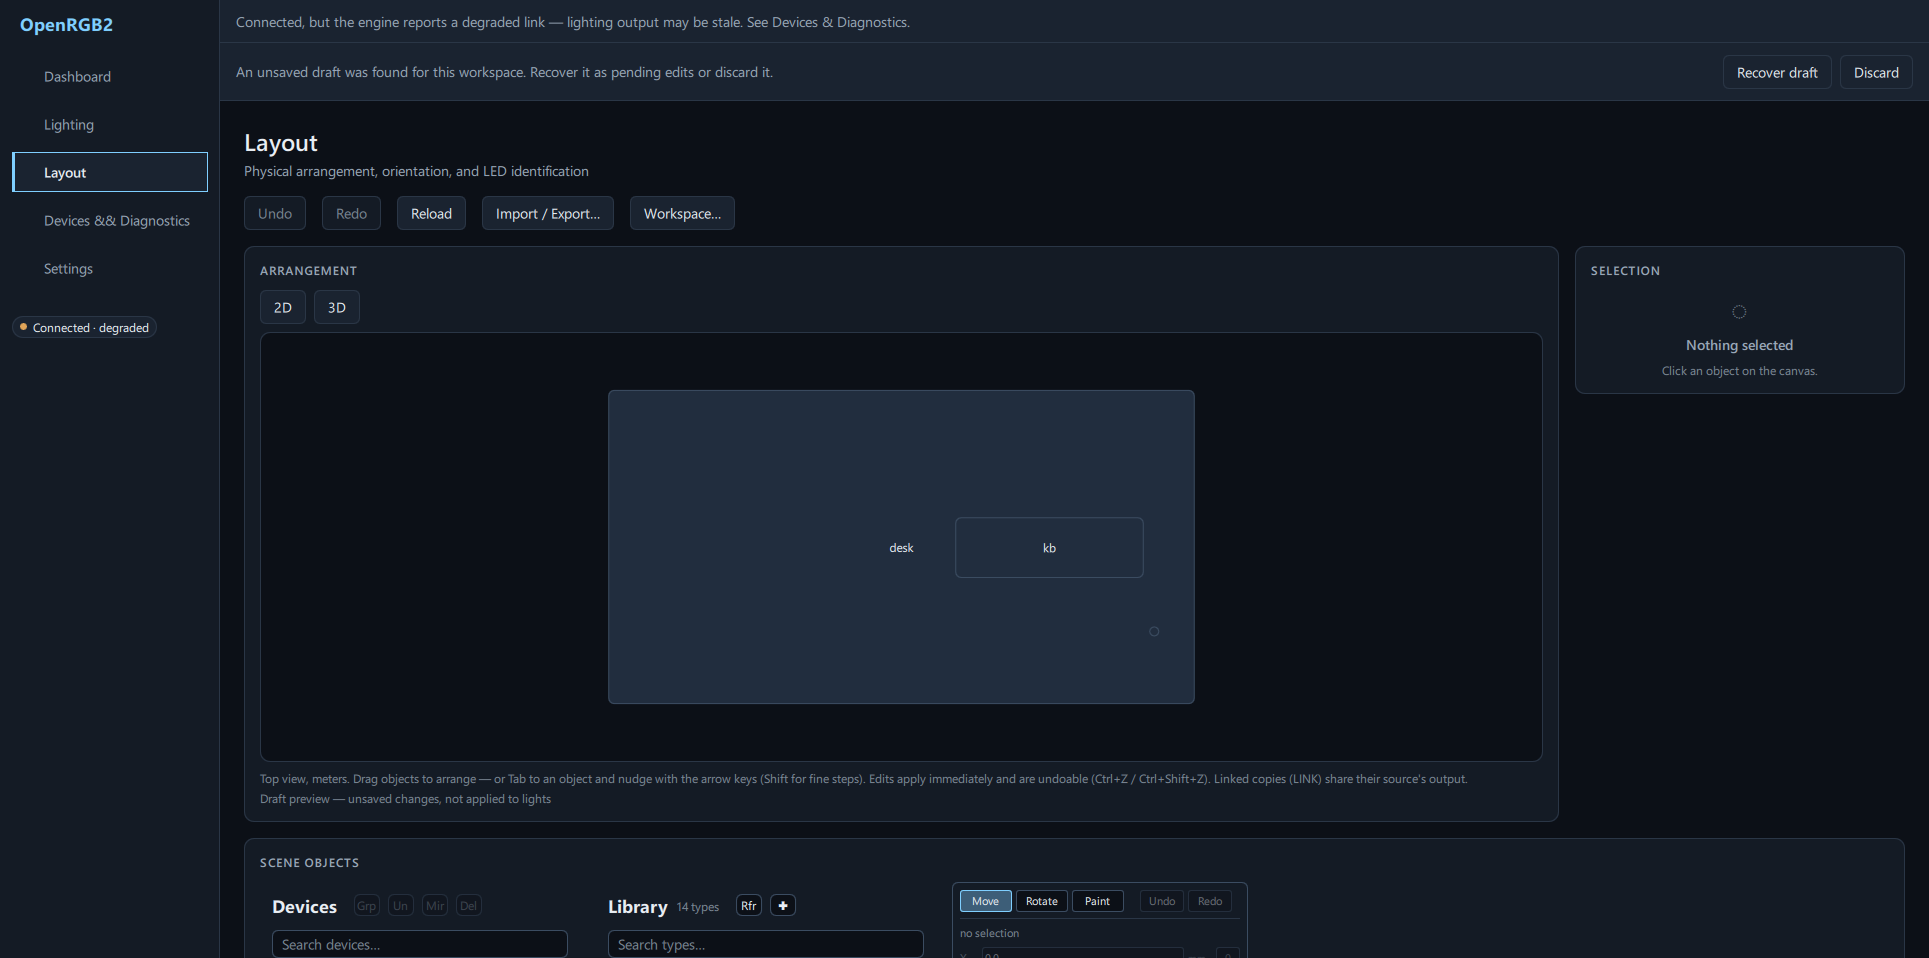 OpenRGB2
Dashboard
Lighting
Layout
Devices && Diagnostics
Settings
Connected · degraded
Connected, but the engine reports a degraded link — lighting output may be stale. See Devices & Diagnostics.
An unsaved draft was found for this workspace. Recover it as pending edits or discard it.
Recover draft
Discard
Layout
Physical arrangement, orientation, and LED identification
Undo
Redo
Reload
Import / Export...
Workspace...
ARRANGEMENT
2D
3D
desk
kb
Top view, meters. Drag objects to arrange — or Tab to an object and nudge with the arrow keys (Shift for fine steps). Edits apply immediately and are undoable (Ctrl+Z / Ctrl+Shift+Z). Linked copies (LINK) share their source's output.
Draft preview — unsaved changes, not applied to lights
SELECTION
Nothing selected
Click an object on the canvas.
SCENE OBJECTS
Devices
Grp
Un
Mir
Del
Search devices...
Library
14 types
Rfr
Search types...
Move
Rotate
Paint
Undo
Redo
no selection